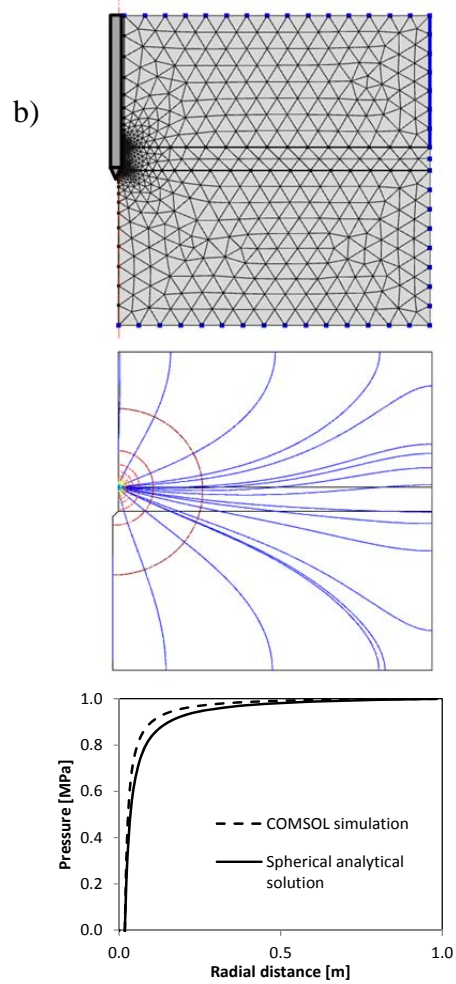 b)
1.0
0.8
0.6
0.4
0.2
0.0
Pressure [MPa]
COMSOL simulation
Spherical analytical
solution
0.0
0.5
1.0
Radial distance [m]